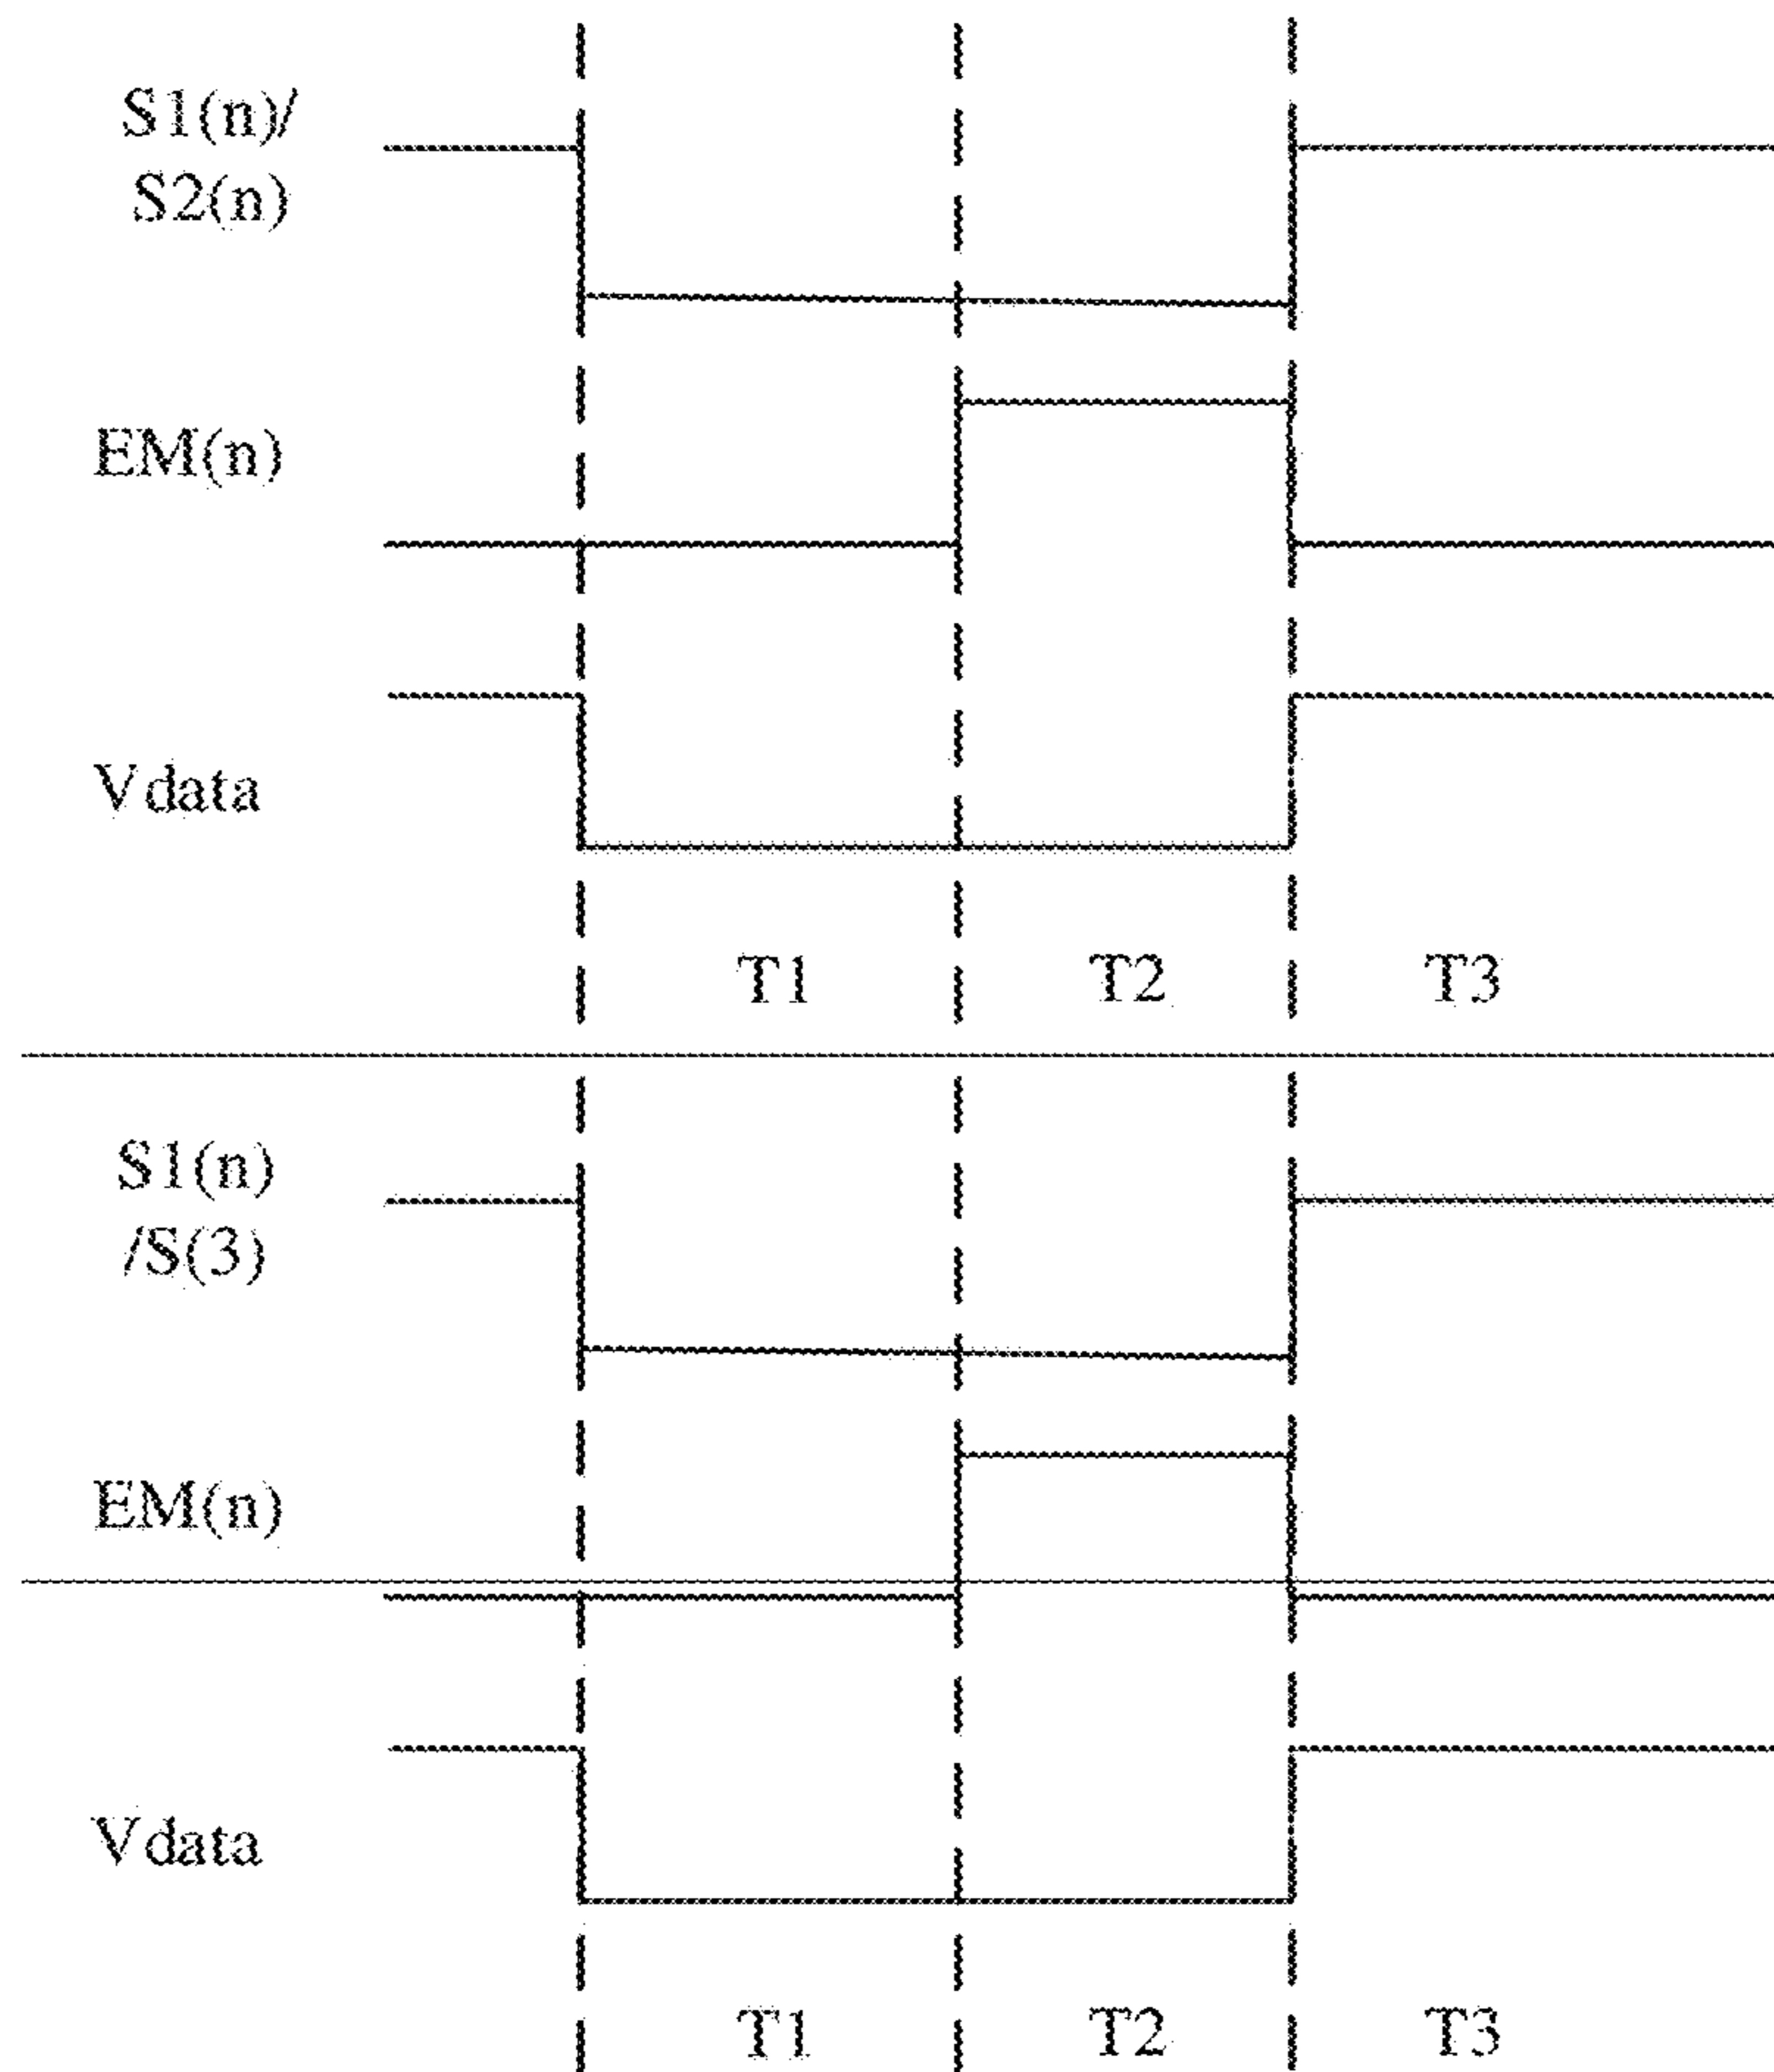 S1(n)/
S2(n)
EM(n)
Vdata
T1 T2 T3
S1(n)
/S(3)
EM(n)
Vdata
T1 T2 T3